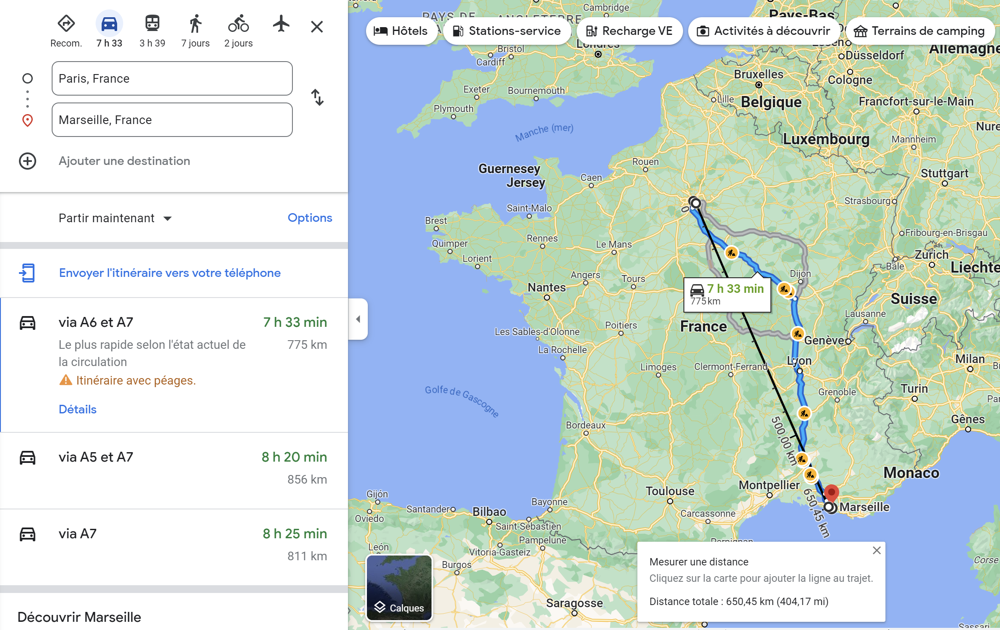 Recom.
7 h 33
3 h 39
7 jours
2 jours
Paris, France
Marseille, France
Ajouter une destination
Partir maintenant
Options
Envoyer l'itinéraire vers votre téléphone
via A6 et A7
7 h 33 min
Le plus rapide selon l'état actuel de
la circulation
775 km
Itinéraire avec péages.
Détails
via A5 et A7
8 h 20 min
856 km
via A7
8 h 25 min
811 km
Découvrir Marseille
Hôtels
Stations-service
Recharge VE
Activités à découvrir
Terrains de camping
PAYS DE
ANGLETERRE
Cambridge
Pays-Bas
Londres
Bristol
Cardiff
Essen
Düsseldorf
Bruxelles
Cologne
Exeter
Bournemouth
Lille
Belgique
Francfort-sur-le-Main
Plymouth
Manche (mer)
Luxembourg
Mannheim
Rouen
Guernesey
Jersey
Caen
Stuttgart
Strasbourg
Saint-Malo
Brest
0
Fribourg-en-Brisgau
Rennes
Quimper
Le Mans
Zurich
Lorient
Bâle
Angers
Tours
Dijon
Nantes
7 h 33 min
775 km
Suisse
Lausanne
France
Poitiers
Les Sables-d'Olonne
Genève
La Rochelle
Lyon
Milan
Limoges
Clermont-Ferrand
Turin
Grenoble
Golfe de Gascogne
Gênes
Bordeaux
500,00 km
Monaco
Montpellier
Toulouse
Gijón
Bayonne
Marseille
650,45 km
Santander
Bilbao
Carcassonne
Oviedo
Saint-Sébastien
Pampelune
Perpignan
León
Vitoria-Gasteiz
Burgos
Corse
Saragosse
Calques
Mesurer une distance
Cliquez sur la carte pour ajouter la ligne au trajet.
Distance totale : 650,45 km (404,17 mi)